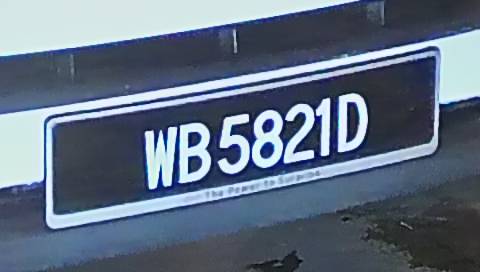 WB5821D
The Power to Surprise